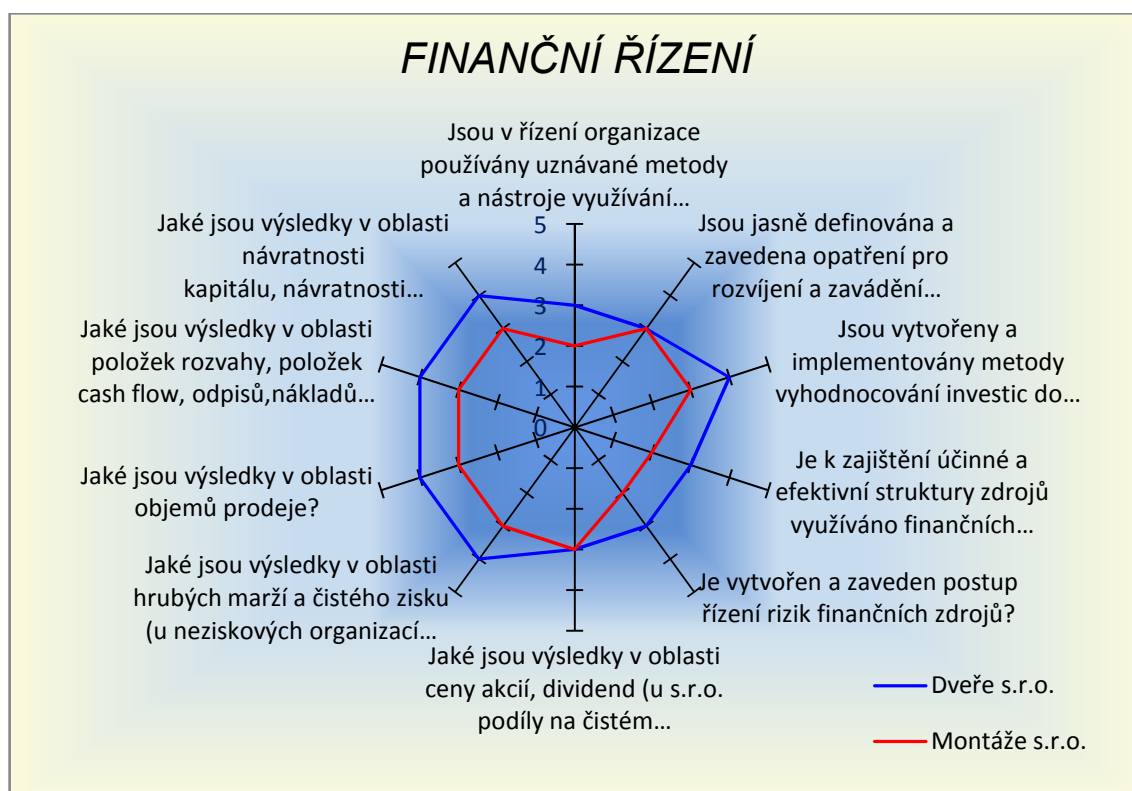 FINANČNÍ ŘÍZENÍ
Jsou v řízení organizace
používány uznávané metody
a nástroje využívání...
Jsou jasně definována a
zavedena opatření pro
rozvíjení a zavádění...
Jsou vytvořeny a
implementovány metody
vyhodnocování investic do...
Je k zajištění účinné a
efektivní struktury zdrojů
využíváno finančních...
Je vytvořen a zaveden postup
řízení rizik finančních zdrojů?
Jaké jsou výsledky v oblasti
ceny akcií, dividend (u s.r.o.
podíly na čistém...
Jaké jsou výsledky v oblasti
hrubých marží a čistého zisku
(u neziskových organizací...
Jaké jsou výsledky v oblasti
objemů prodeje?
Jaké jsou výsledky v oblasti
položek rozvahy, položek
cash flow, odpisů,nákladů...
Jaké jsou výsledky v oblasti
návratnosti
kapitálu, návratnosti...
5
4
3
2
1
0
Dveře s.r.o.
Montáže s.r.o.